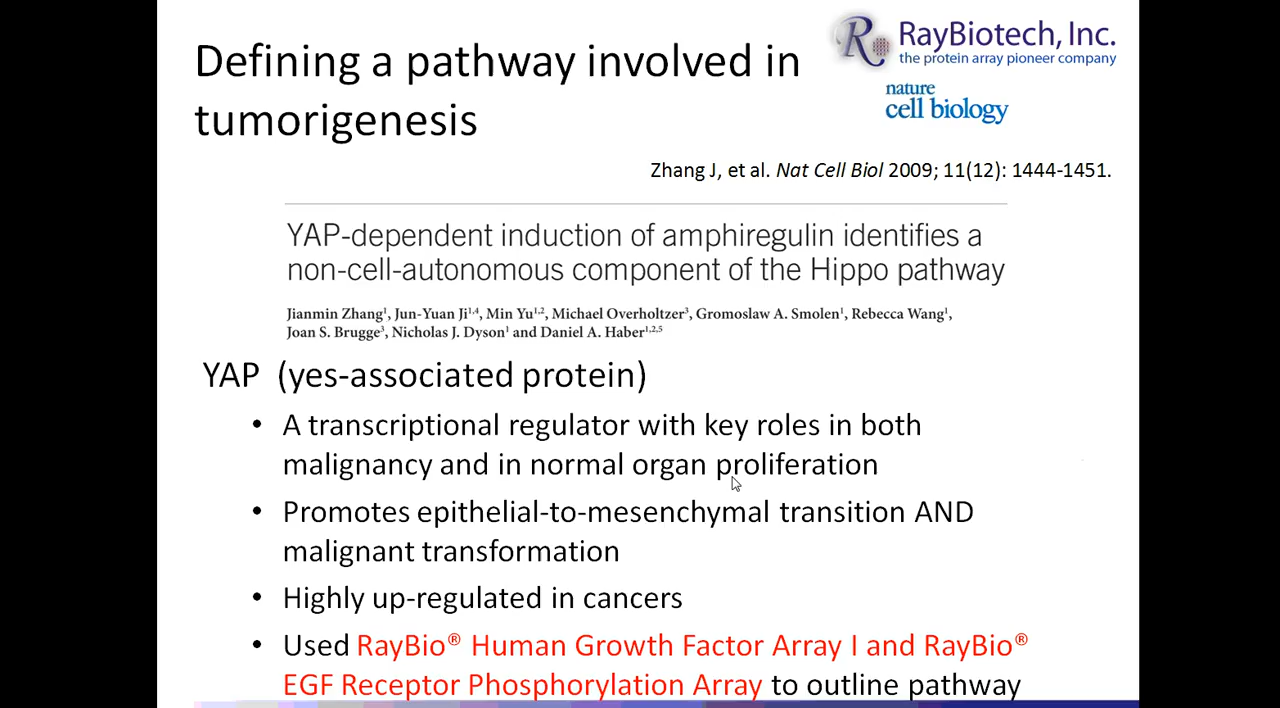 Defining a pathway involved in
tumorigenesis
RayBiotech, Inc.
the protein array pioneer company
nature
cell biology
Zhang J, et al. Nat Cell Biol 2009; 11(12): 1444-1451.
YAP-dependent induction of amphiregulin identifies a
non-cell-autonomous component of the Hippo pathway
Jianmin Zhang¹, Jun-Yuan Ji¹,⁴, Min Yu¹,², Michael Overholtzer³, Gromoslaw A. Smolen¹, Rebecca Wang¹,
Joan S. Brugge³, Nicholas J. Dyson¹ and Daniel A. Haber¹,²,⁵
YAP (yes-associated protein)
• A transcriptional regulator with key roles in both
malignancy and in normal organ proliferation
• Promotes epithelial-to-mesenchymal transition AND
malignant transformation
• Highly up-regulated in cancers
• Used RayBio® Human Growth Factor Array I and RayBio®
EGF Receptor Phosphorylation Array to outline pathway